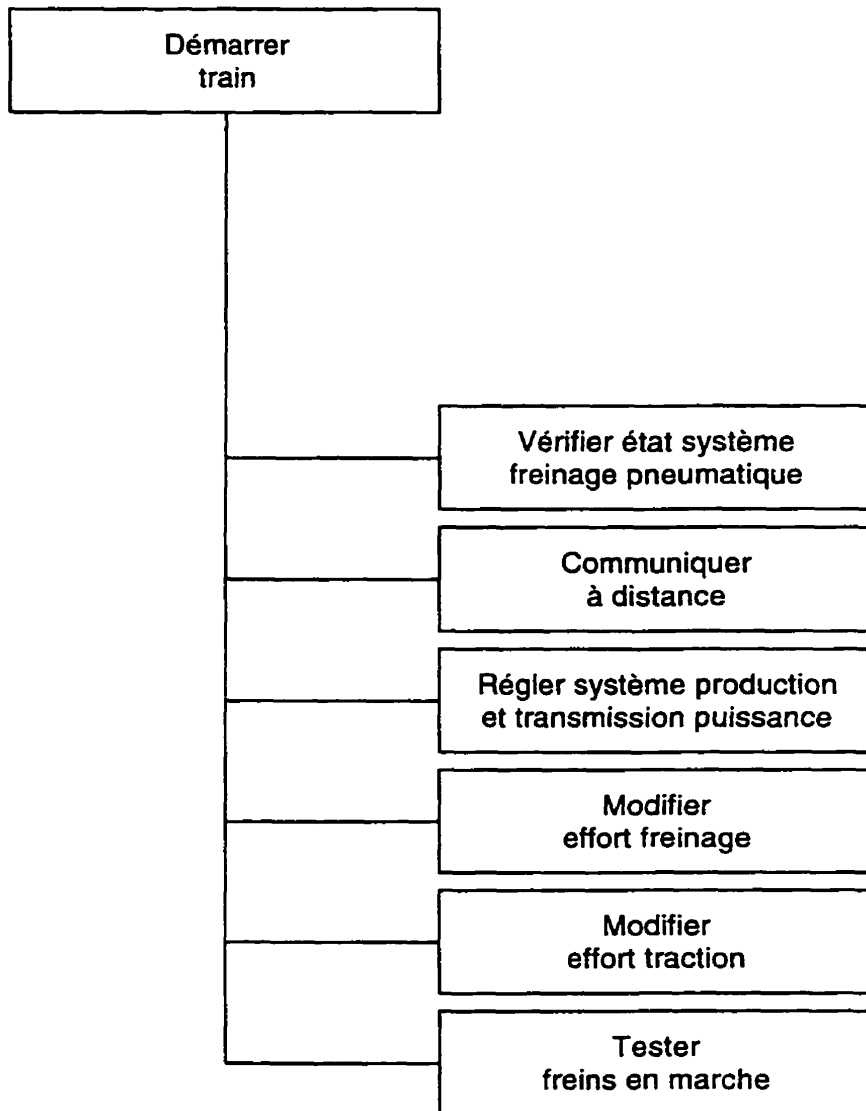 Démarrer
train
Vérifier état système
freinage pneumatique
Communiquer
à distance
Régler système production
et transmission puissance
Modifier
effort freinage
Modifier
effort traction
Tester
freins en marche